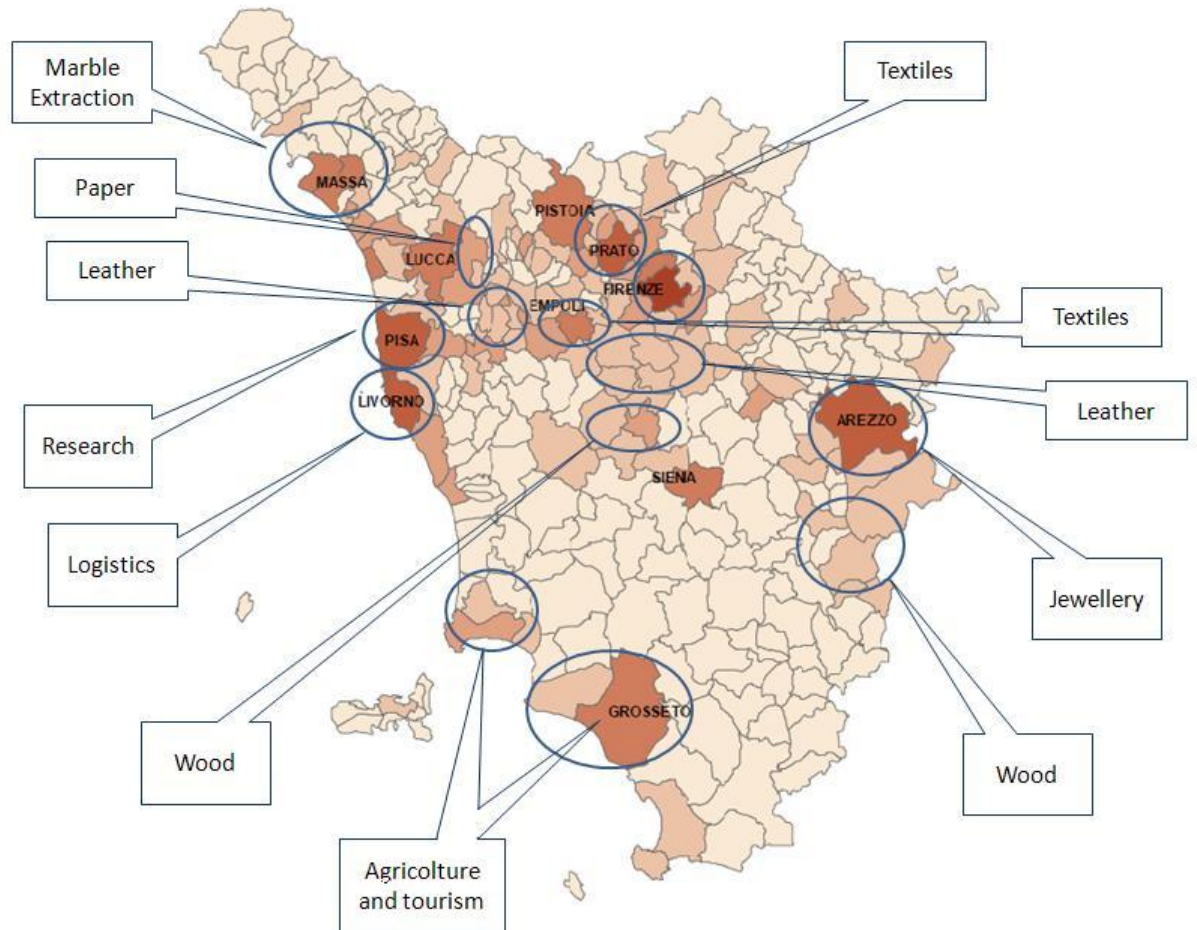 Marble
Extraction
Textiles
Paper
MASSA
PISTOIA
PRATO
LUCCA
Leather
FIRENZE
EMPOLI
Textiles
PISA
LIVORNO
Leather
AREZZO
Research
SIENA
Logistics
Jewellery
GROSSETO
Wood
Wood
Agricolture
and tourism